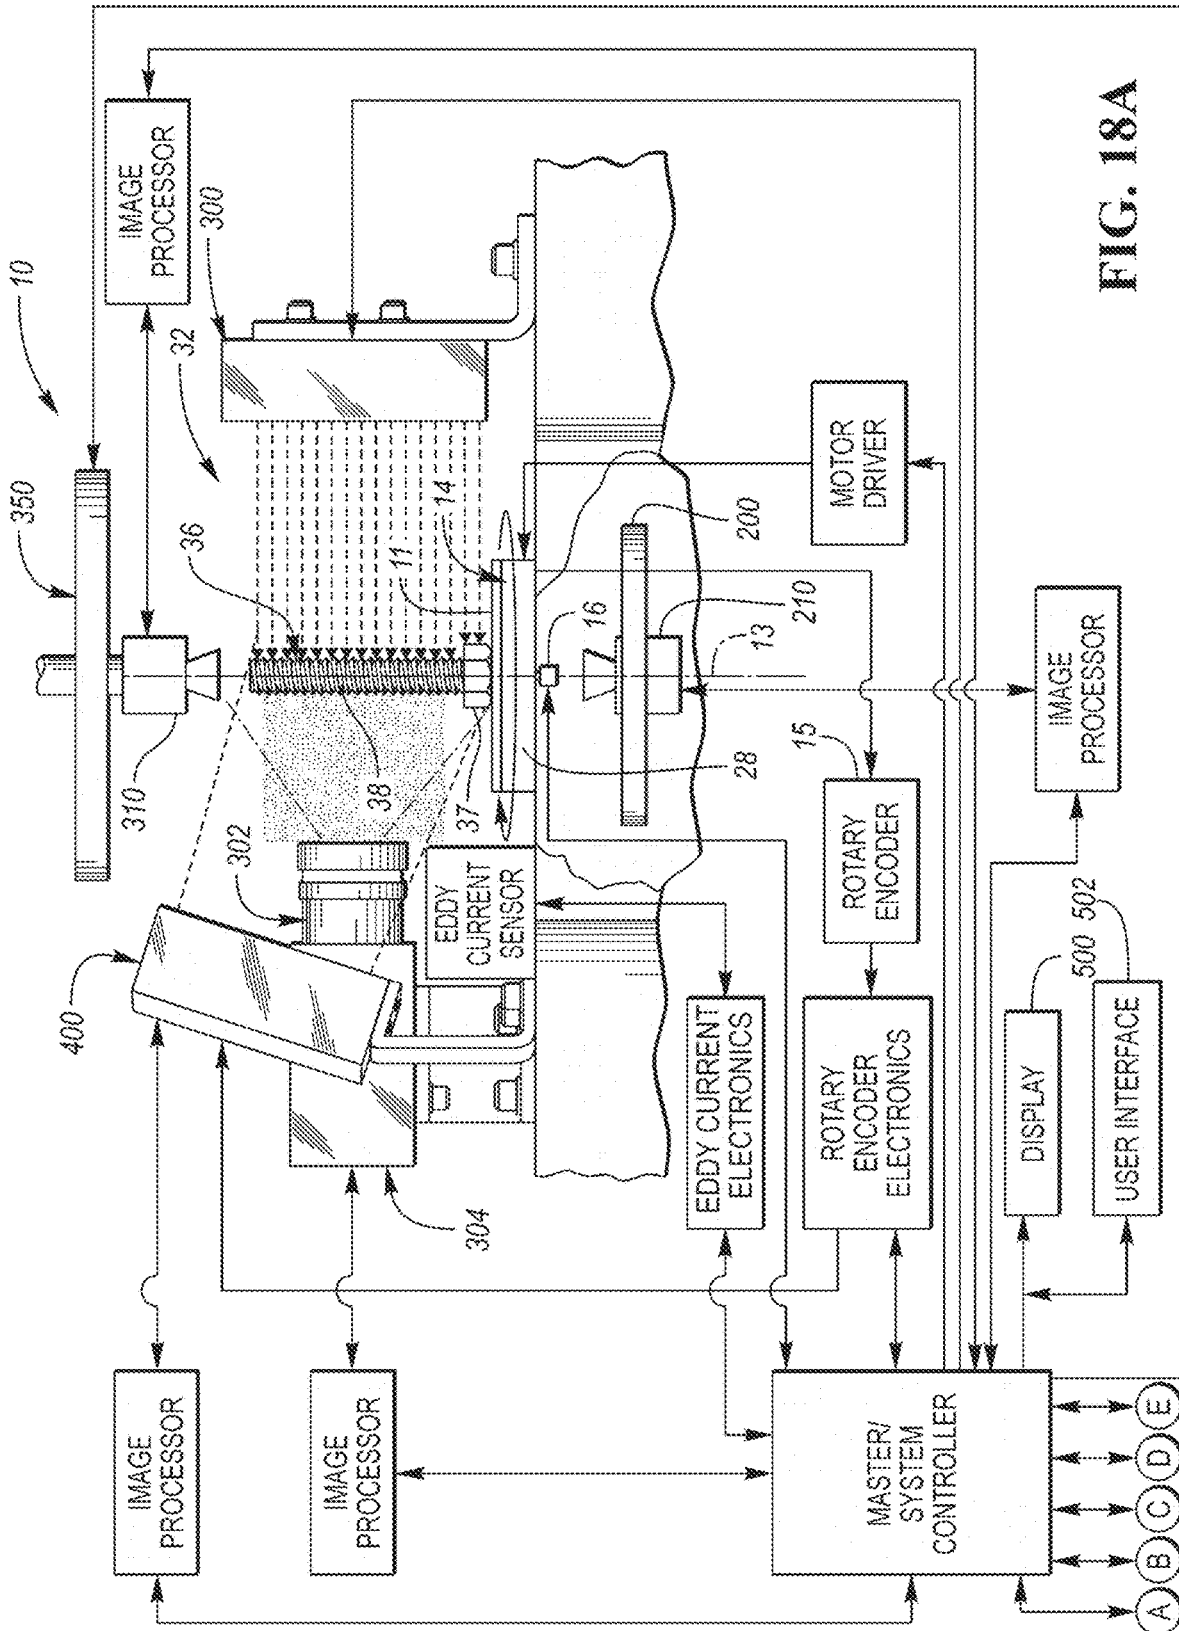 10
350
IMAGE
PROCESSOR
300
32
36
310
11
14
302
38
37
400
EDDY
CURRENT
SENSOR
28
16
200
210
13
MOTOR
DRIVER
IMAGE
PROCESSOR
15
ROTARY
ENCODER
304
EDDY CURRENT
ELECTRONICS
ROTARY
ENCODER
ELECTRONICS
500
DISPLAY
502
USER INTERFACE
IMAGE
PROCESSOR
IMAGE
PROCESSOR
MASTER/
SYSTEM
CONTROLLER
A
B
C
D
E
FIG. 18A